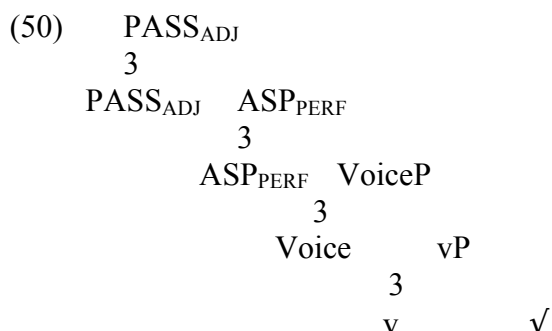 (50) PASS_ADJ
3
PASS_ADJ ASP_PERF
3
ASP_PERF VoiceP
3
Voice vP
3
v √